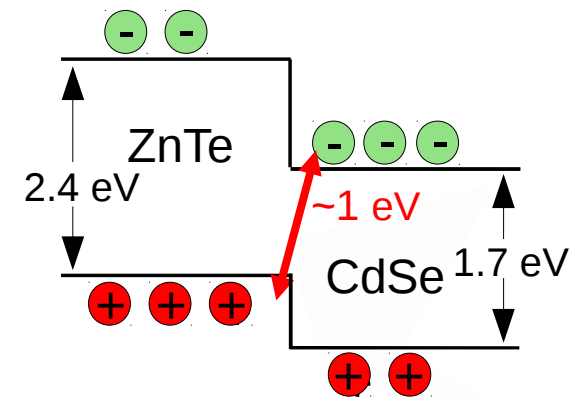 - -
ZnTe
2.4 eV
- - -
~1 eV
CdSe
1.7 eV
+ + +
+ +